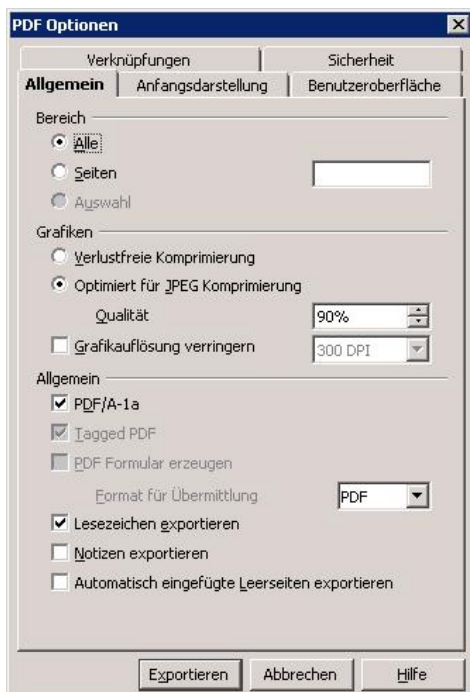 PDF Optionen
Verknüpfungen Sicherheit
Allgemein Anfangsdarstellung Benutzeroberfläche
Bereich
Alle
Seiten
Auswahl
Grafiken
Verlustfreie Komprimierung
Optimiert für JPEG Komprimierung
Qualität 90%
Grafikauflösung verringern 300 DPI
Allgemein
PDF/A-1a
Tagged PDF
PDF Formular erzeugen
Format für Übermittlung PDF
Lesezeichen exportieren
Notizen exportieren
Automatisch eingefügte Leerseiten exportieren
Exportieren Abbrechen Hilfe